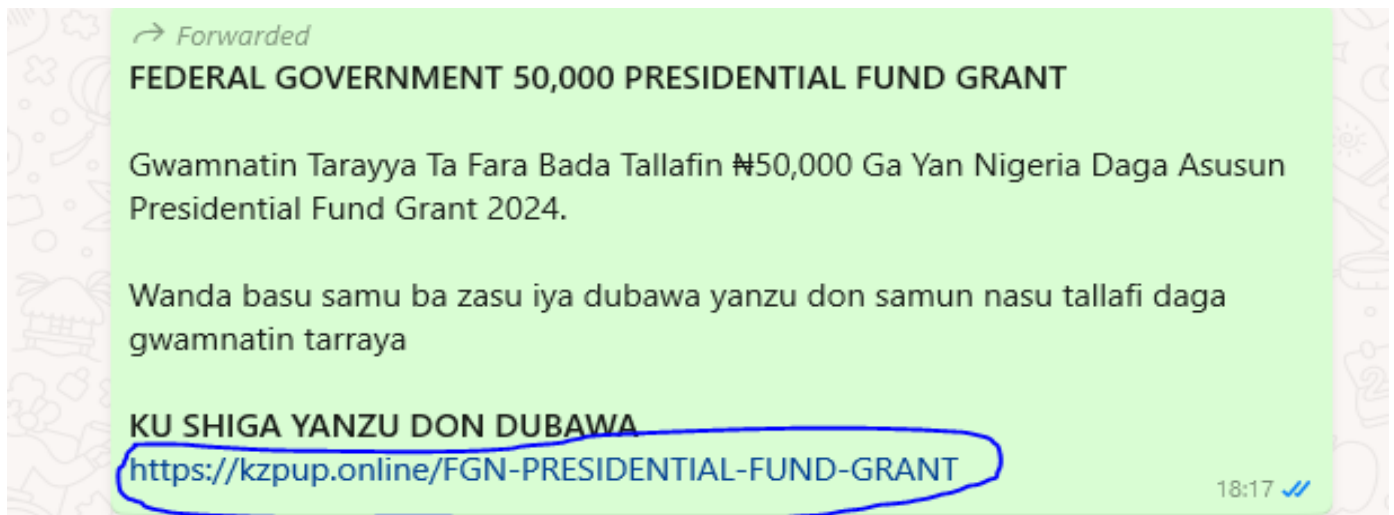 Forwarded
FEDERAL GOVERNMENT 50,000 PRESIDENTIAL FUND GRANT
Gwamnatin Tarayya Ta Fara Bada Tallafin ₦50,000 Ga Yan Nigeria Daga Asusun
Presidential Fund Grant 2024.
Wanda basu samu ba zasu iya dubawa yanzu don samun nasu tallafi daga
gwamnatin tarraya
KU SHIGA YANZU DON DUBAWA
https://kzpup.online/FGN-PRESIDENTIAL-FUND-GRANT
18:17